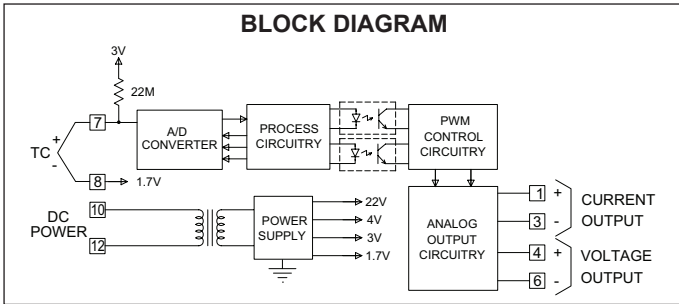 BLOCK DIAGRAM
3V
22M
7
A/D
CONVERTER
PROCESS
CIRCUITRY
PWM
CONTROL
CIRCUITRY
+
TC
-
8
1.7V
DC
POWER
10
12
POWER
SUPPLY
22V
4V
3V
1.7V
ANALOG
OUTPUT
CIRCUITRY
1 +
CURRENT
3 -
OUTPUT
4 +
VOLTAGE
6 -
OUTPUT